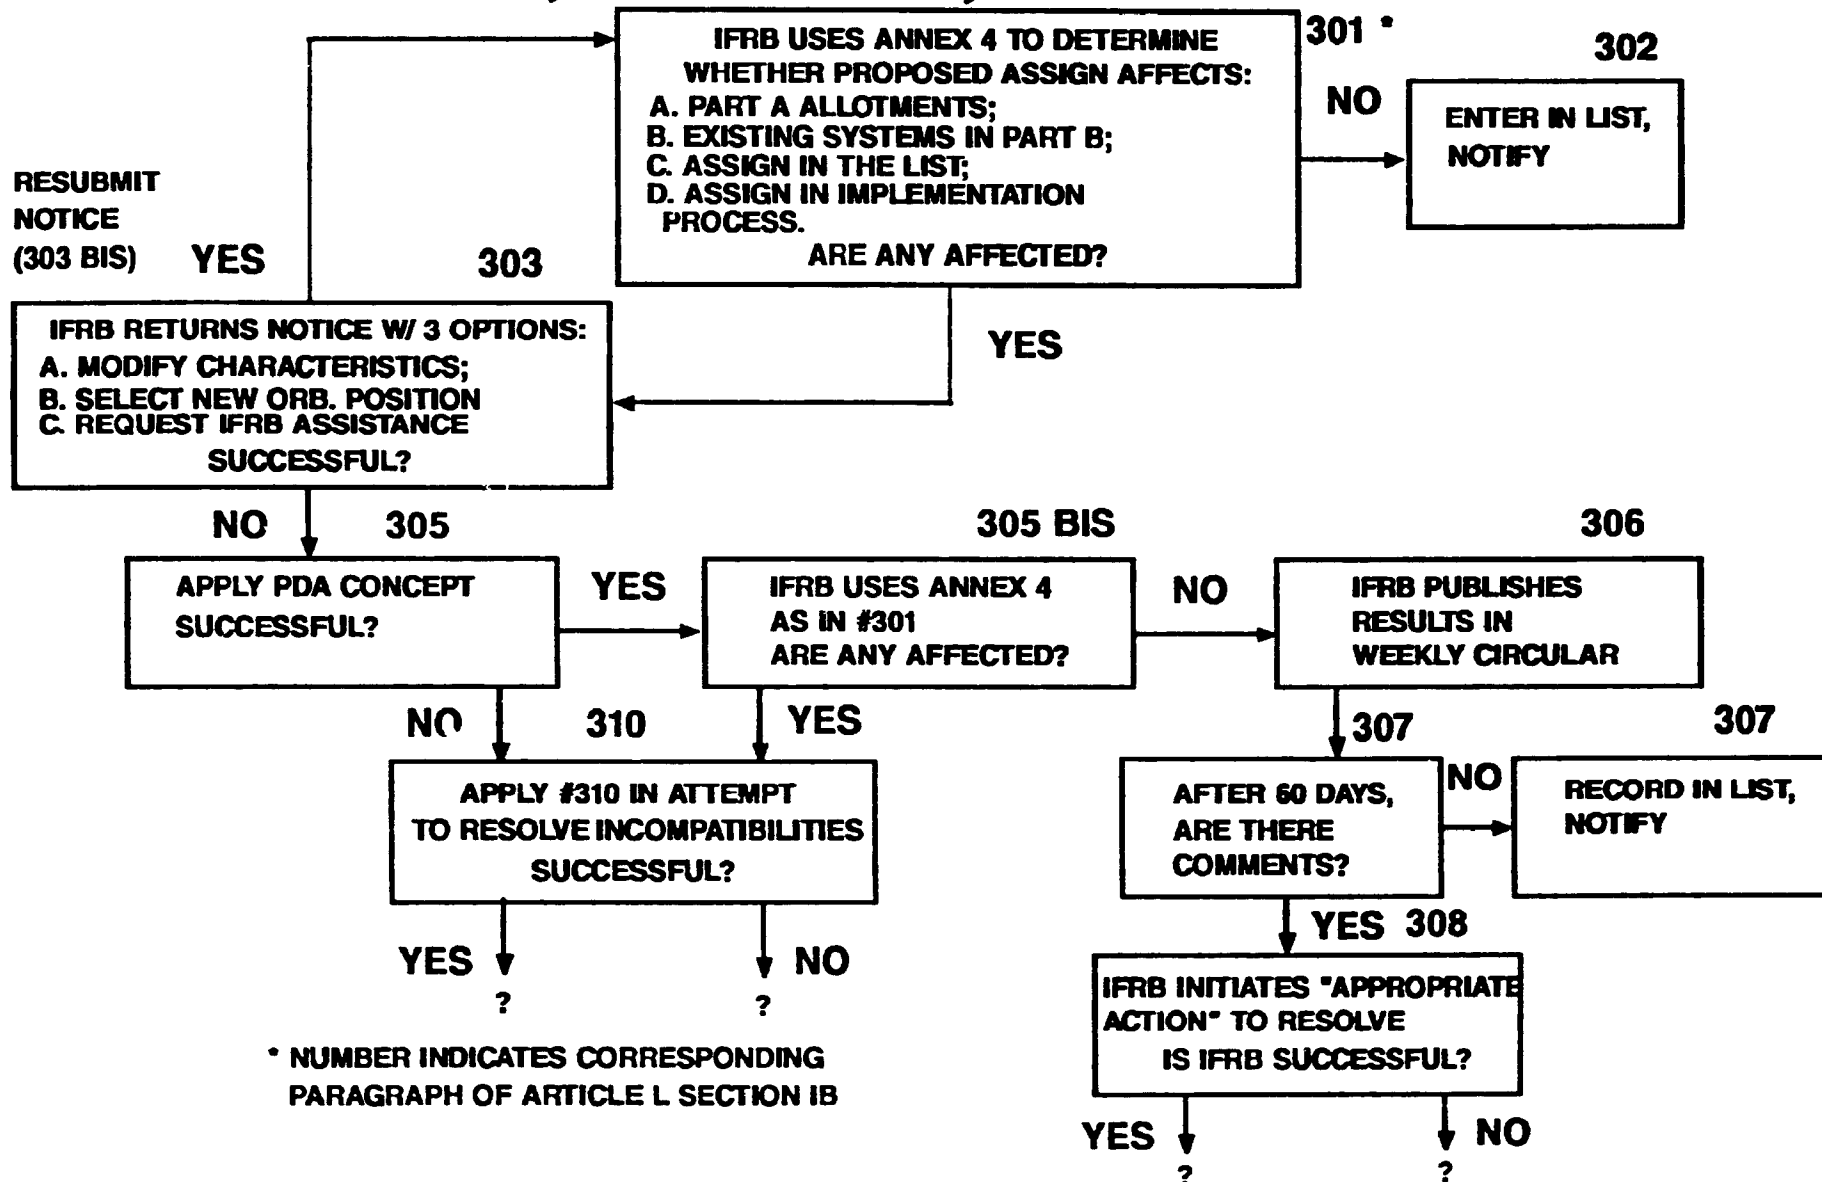 IFRB USES ANNEX 4 TO DETERMINE
WHETHER PROPOSED ASSIGN AFFECTS:
A. PART A ALLOTMENTS;
B. EXISTING SYSTEMS IN PART B;
C. ASSIGN IN THE LIST;
D. ASSIGN IN IMPLEMENTATION
PROCESS.
ARE ANY AFFECTED?
301 *
302
NO
ENTER IN LIST,
NOTIFY
RESUBMIT
NOTICE
(303 BIS)
YES
303
YES
IFRB RETURNS NOTICE W/ 3 OPTIONS:
A. MODIFY CHARACTERISTICS;
B. SELECT NEW ORB. POSITION
C. REQUEST IFRB ASSISTANCE
SUCCESSFUL?
NO
305
APPLY PDA CONCEPT
SUCCESSFUL?
YES
305 BIS
IFRB USES ANNEX 4
AS IN #301
ARE ANY AFFECTED?
NO
306
IFRB PUBLISHES
RESULTS IN
WEEKLY CIRCULAR
NO
310
YES
APPLY #310 IN ATTEMPT
TO RESOLVE INCOMPATIBILITIES
SUCCESSFUL?
YES
?
NO
?
307
AFTER 60 DAYS,
ARE THERE
COMMENTS?
NO
307
RECORD IN LIST,
NOTIFY
YES 308
IFRB INITIATES "APPROPRIATE
ACTION" TO RESOLVE
IS IFRB SUCCESSFUL?
YES
?
NO
?
* NUMBER INDICATES CORRESPONDING
PARAGRAPH OF ARTICLE L SECTION IB